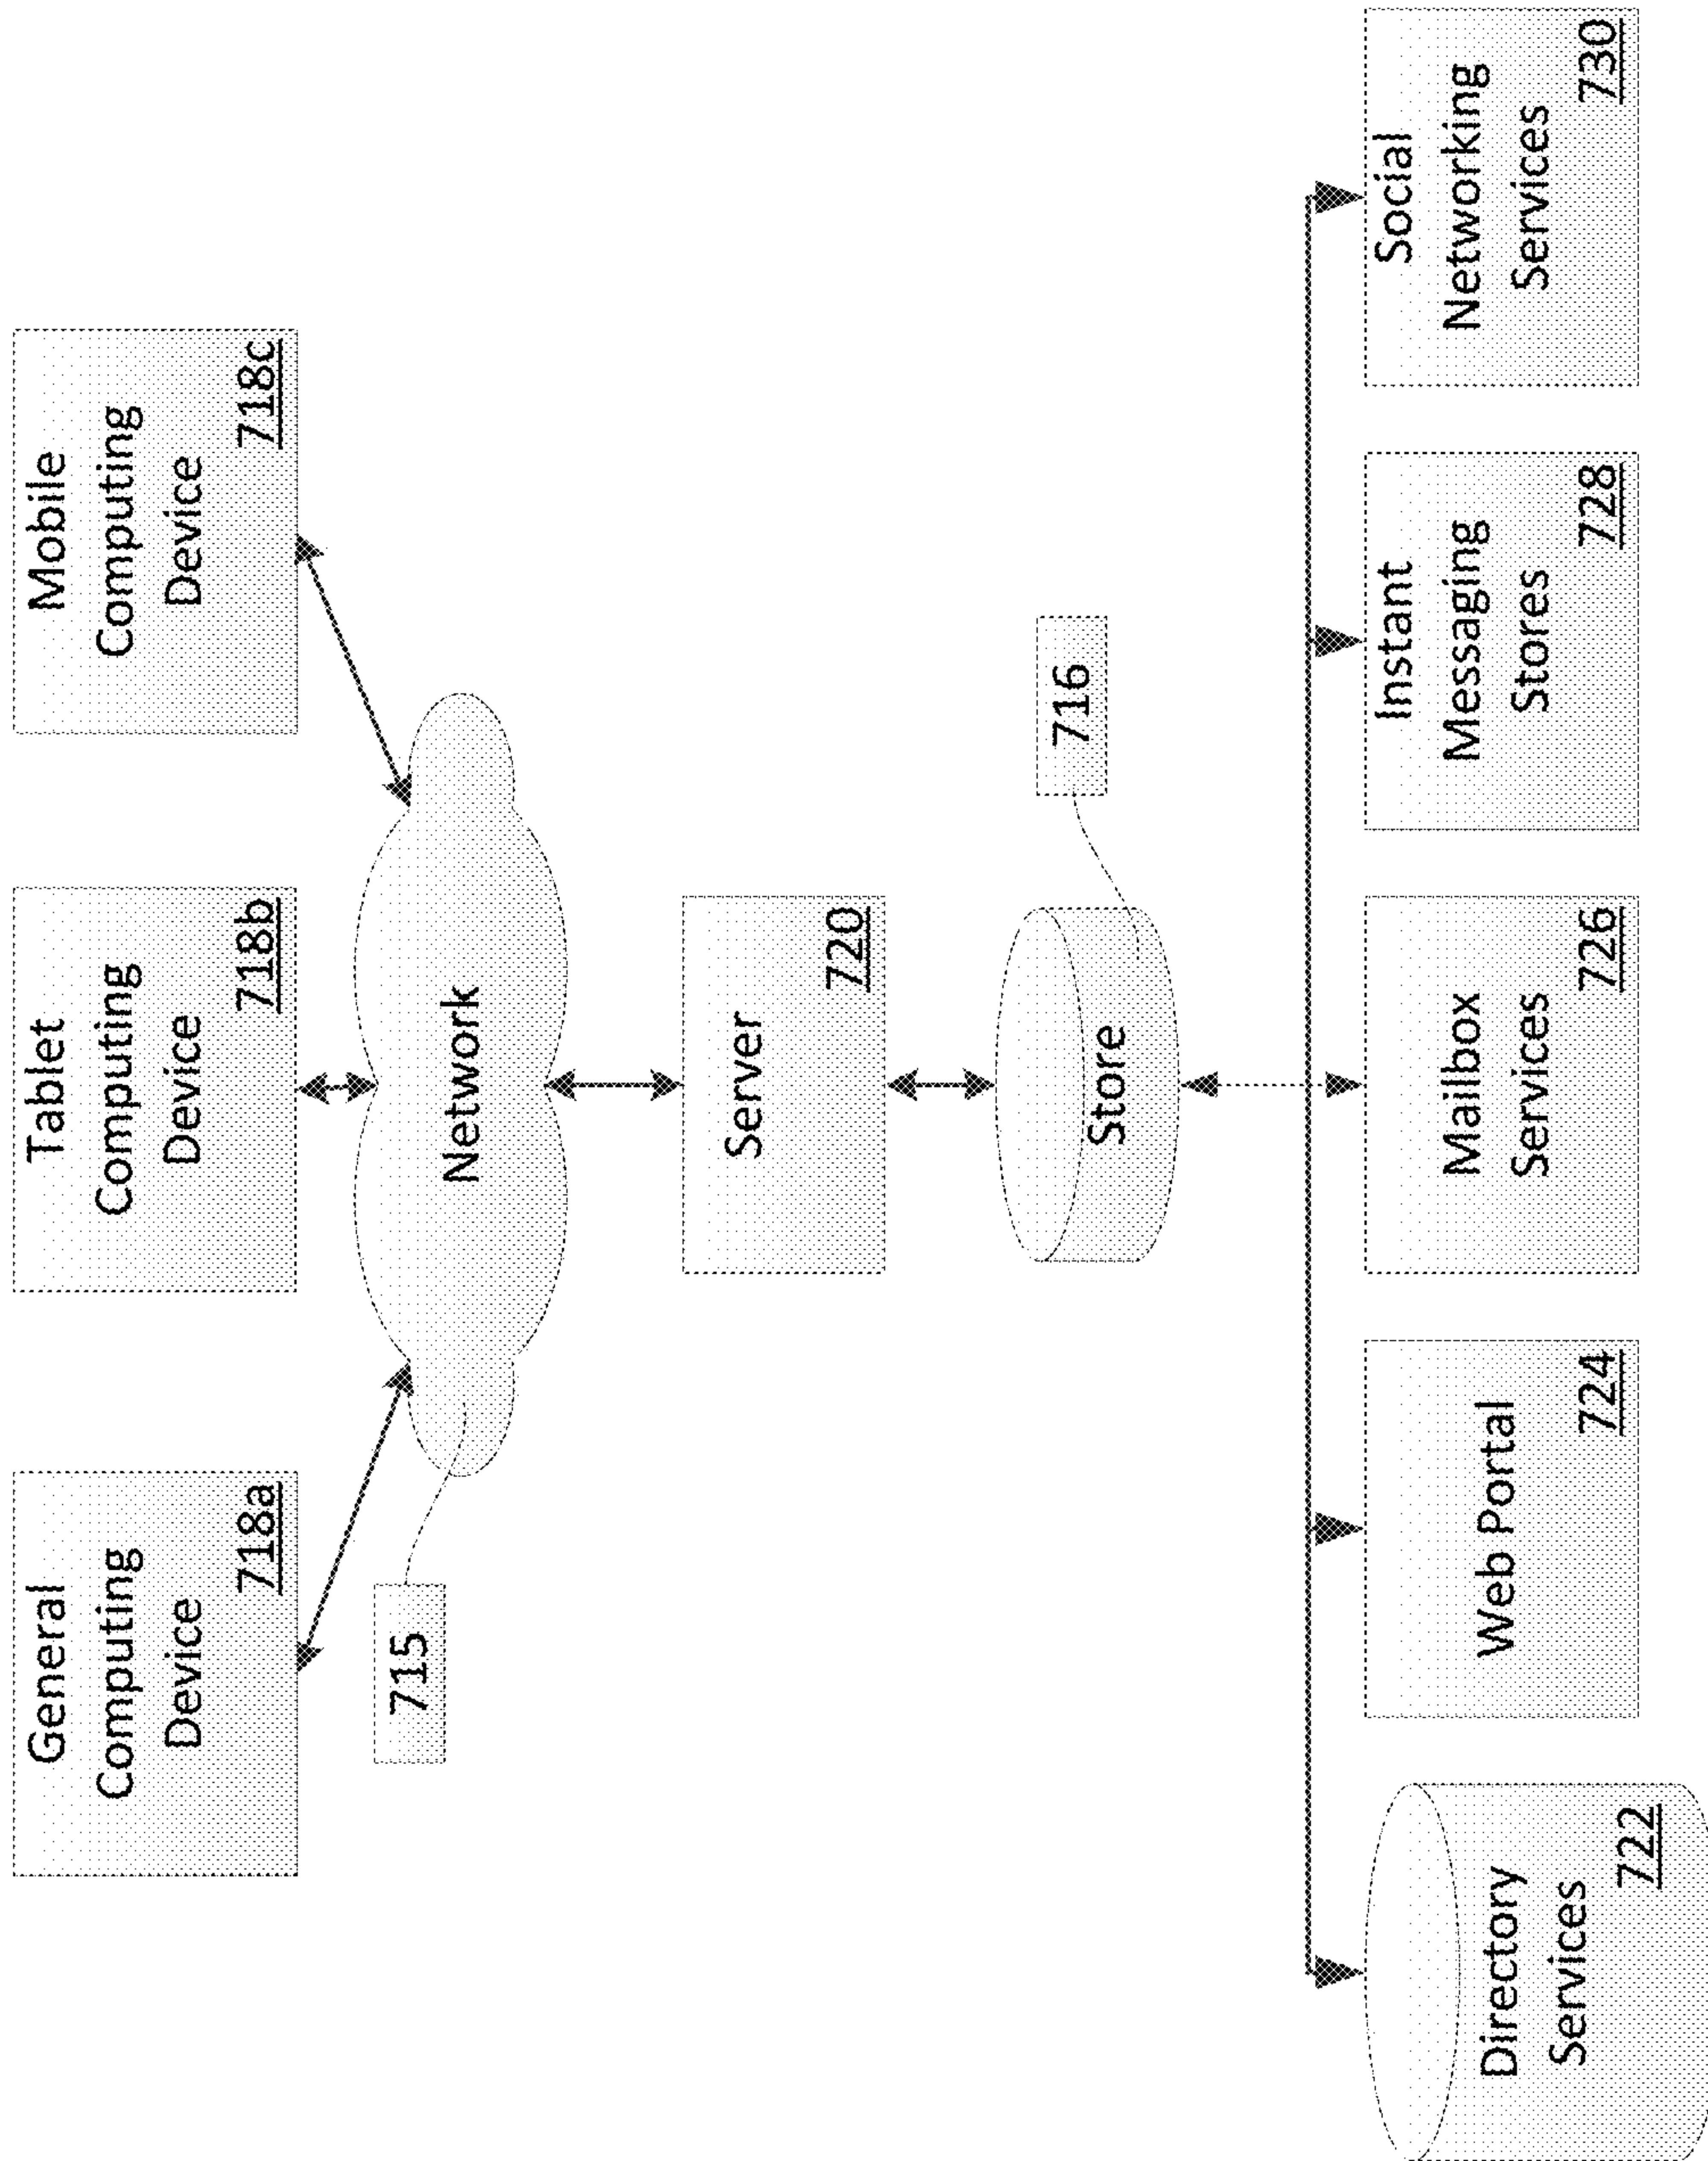 General
Computing
Device
718a
Tablet
Computing
Device
718b
Mobile
Computing
Device
718c
715
Network
Server
720
Store
716
Directory
Services
722
Web Portal
724
Mailbox
Services
726
Instant
Messaging
Stores
728
Social
Networking
Services
730